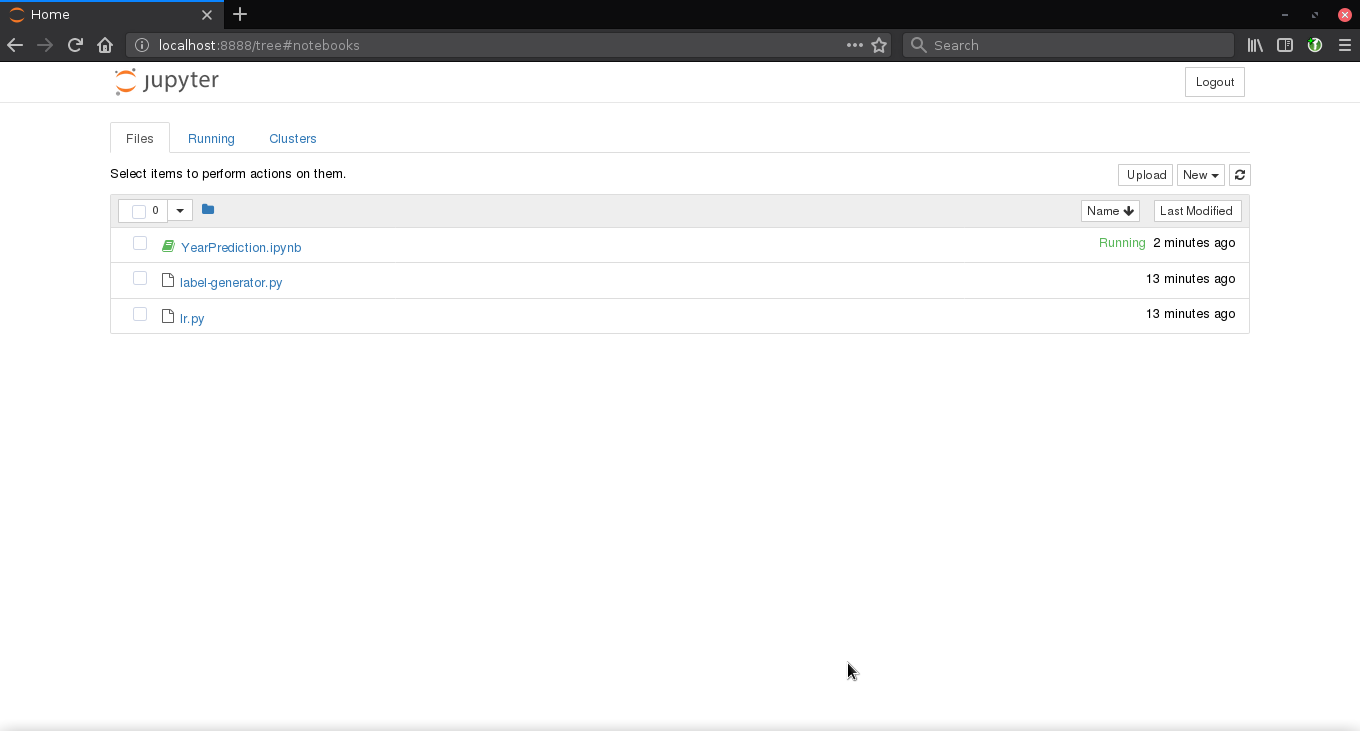 Home
localhost:8888/tree#notebooks ••• Search
jupyter Logout
Files Running Clusters
Select items to perform actions on them. Upload New
0 Name Last Modified
YearPrediction.ipynb Running 2 minutes ago
label-generator.py 13 minutes ago
lr.py 13 minutes ago